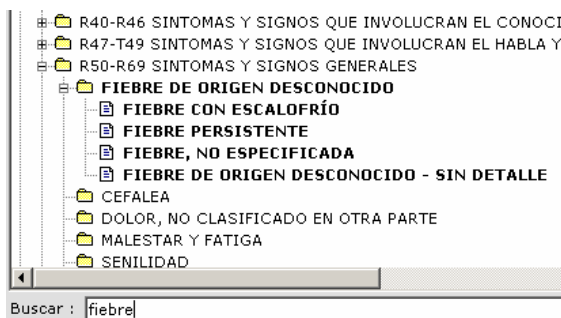 R40-R46 SINTOMAS Y SIGNOS QUE INVOLUCRAN EL CONOCI
R47-T49 SINTOMAS Y SIGNOS QUE INVOLUCRAN EL HABLA Y
R50-R69 SINTOMAS Y SIGNOS GENERALES
FIEBRE DE ORIGEN DESCONOCIDO
FIEBRE CON ESCALOFRÍO
FIEBRE PERSISTENTE
FIEBRE, NO ESPECIFICADA
FIEBRE DE ORIGEN DESCONOCIDO - SIN DETALLE
CEFALEA
DOLOR, NO CLASIFICADO EN OTRA PARTE
MALESTAR Y FATIGA
SENILIDAD
Buscar : fiebre